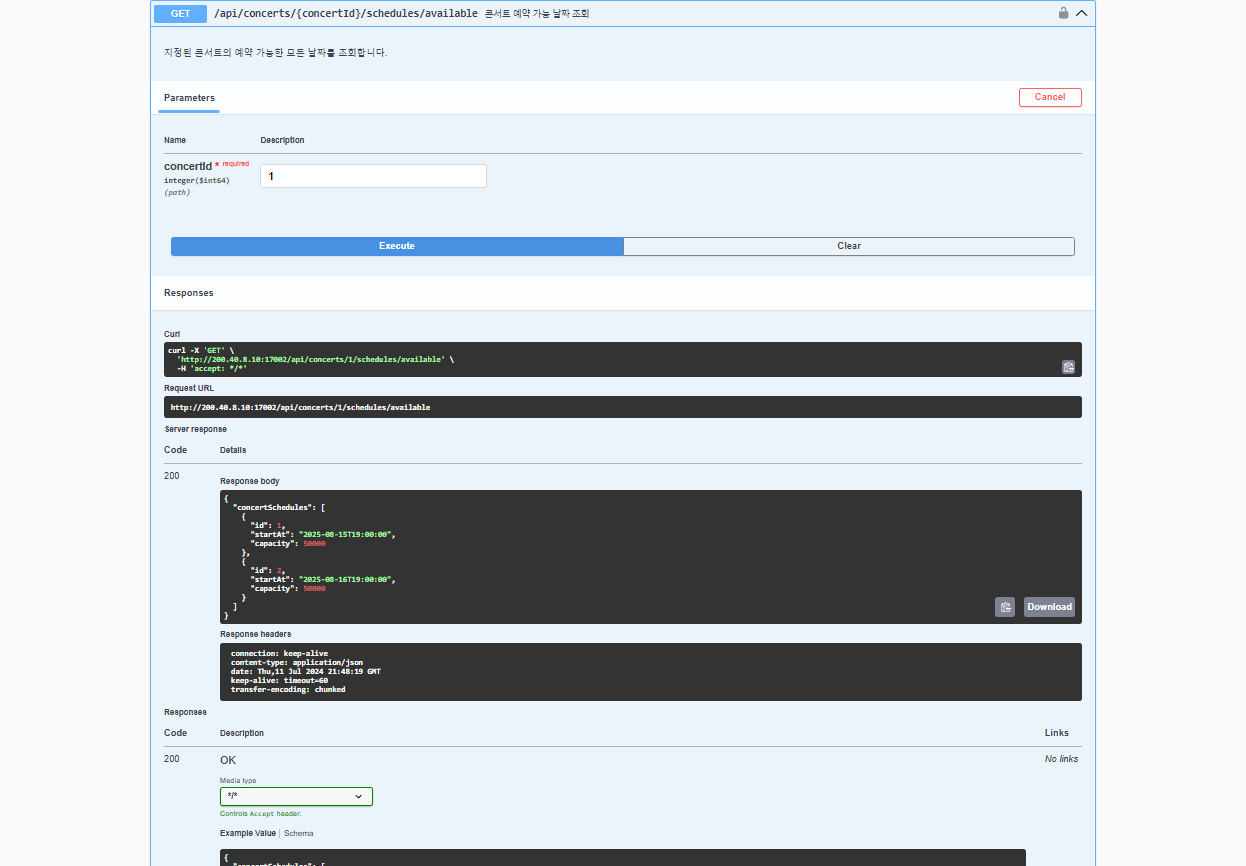 GET /api/concerts/{concertId}/schedules/available 콘서트 예약 가능 날짜 조회
지정된 콘서트의 예약 가능한 모든 날짜를 조회합니다.
Parameters Cancel
Name Description
concertId * required
integer($int64)
(path)
1
Execute Clear
Responses
Curl
curl -X 'GET' \
'http://200.40.8.10:17002/api/concerts/1/schedules/available' \
-H 'accept: */*'
Request URL
http://200.40.8.10:17002/api/concerts/1/schedules/available
Server response
Code Details
200
Response body
{
"concertSchedules": [
{
"id": 1,
"startAt": "2025-08-15T19:00:00",
"capacity": 50000
},
{
"id": 2,
"startAt": "2025-08-16T19:00:00",
"capacity": 50000
}
]
}
Download
Response headers
connection: keep-alive
content-type: application/json
date: Thu,11 Jul 2024 21:48:19 GMT
keep-alive: timeout=60
transfer-encoding: chunked
Responses
Code Description Links
200 OK No links
Media type
*/*
Controls Accept header.
Example Value | Schema
{
"concertSchedules": [